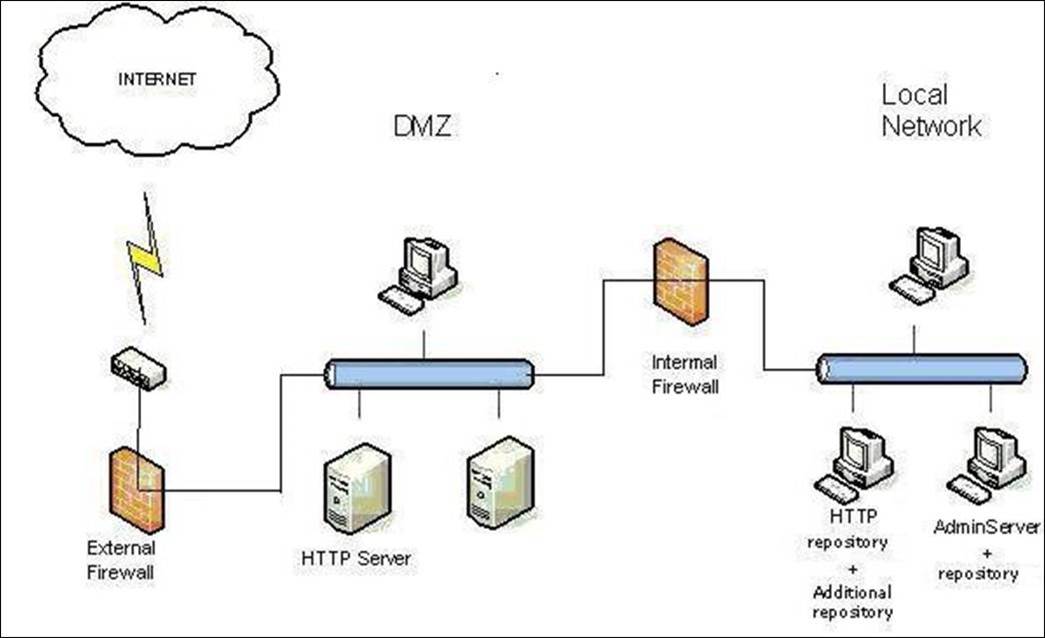 INTERNET
DMZ
Local
Network
Internal
Firewall
External
Firewall
HTTP Server
HTTP
repository
+
Additional
repository
AdminServer
+
repository